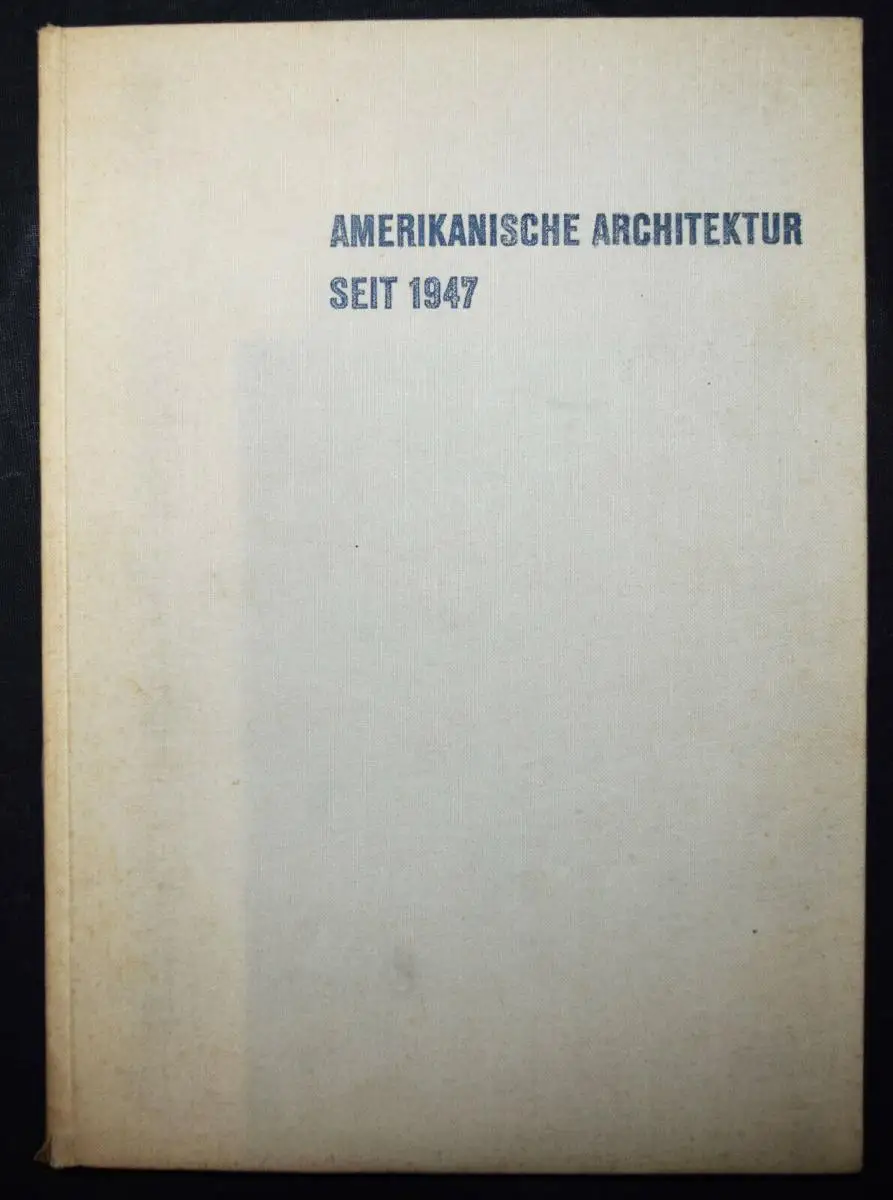 AMERIKANISCHE ARCHITEKTUR
SEIT 1947